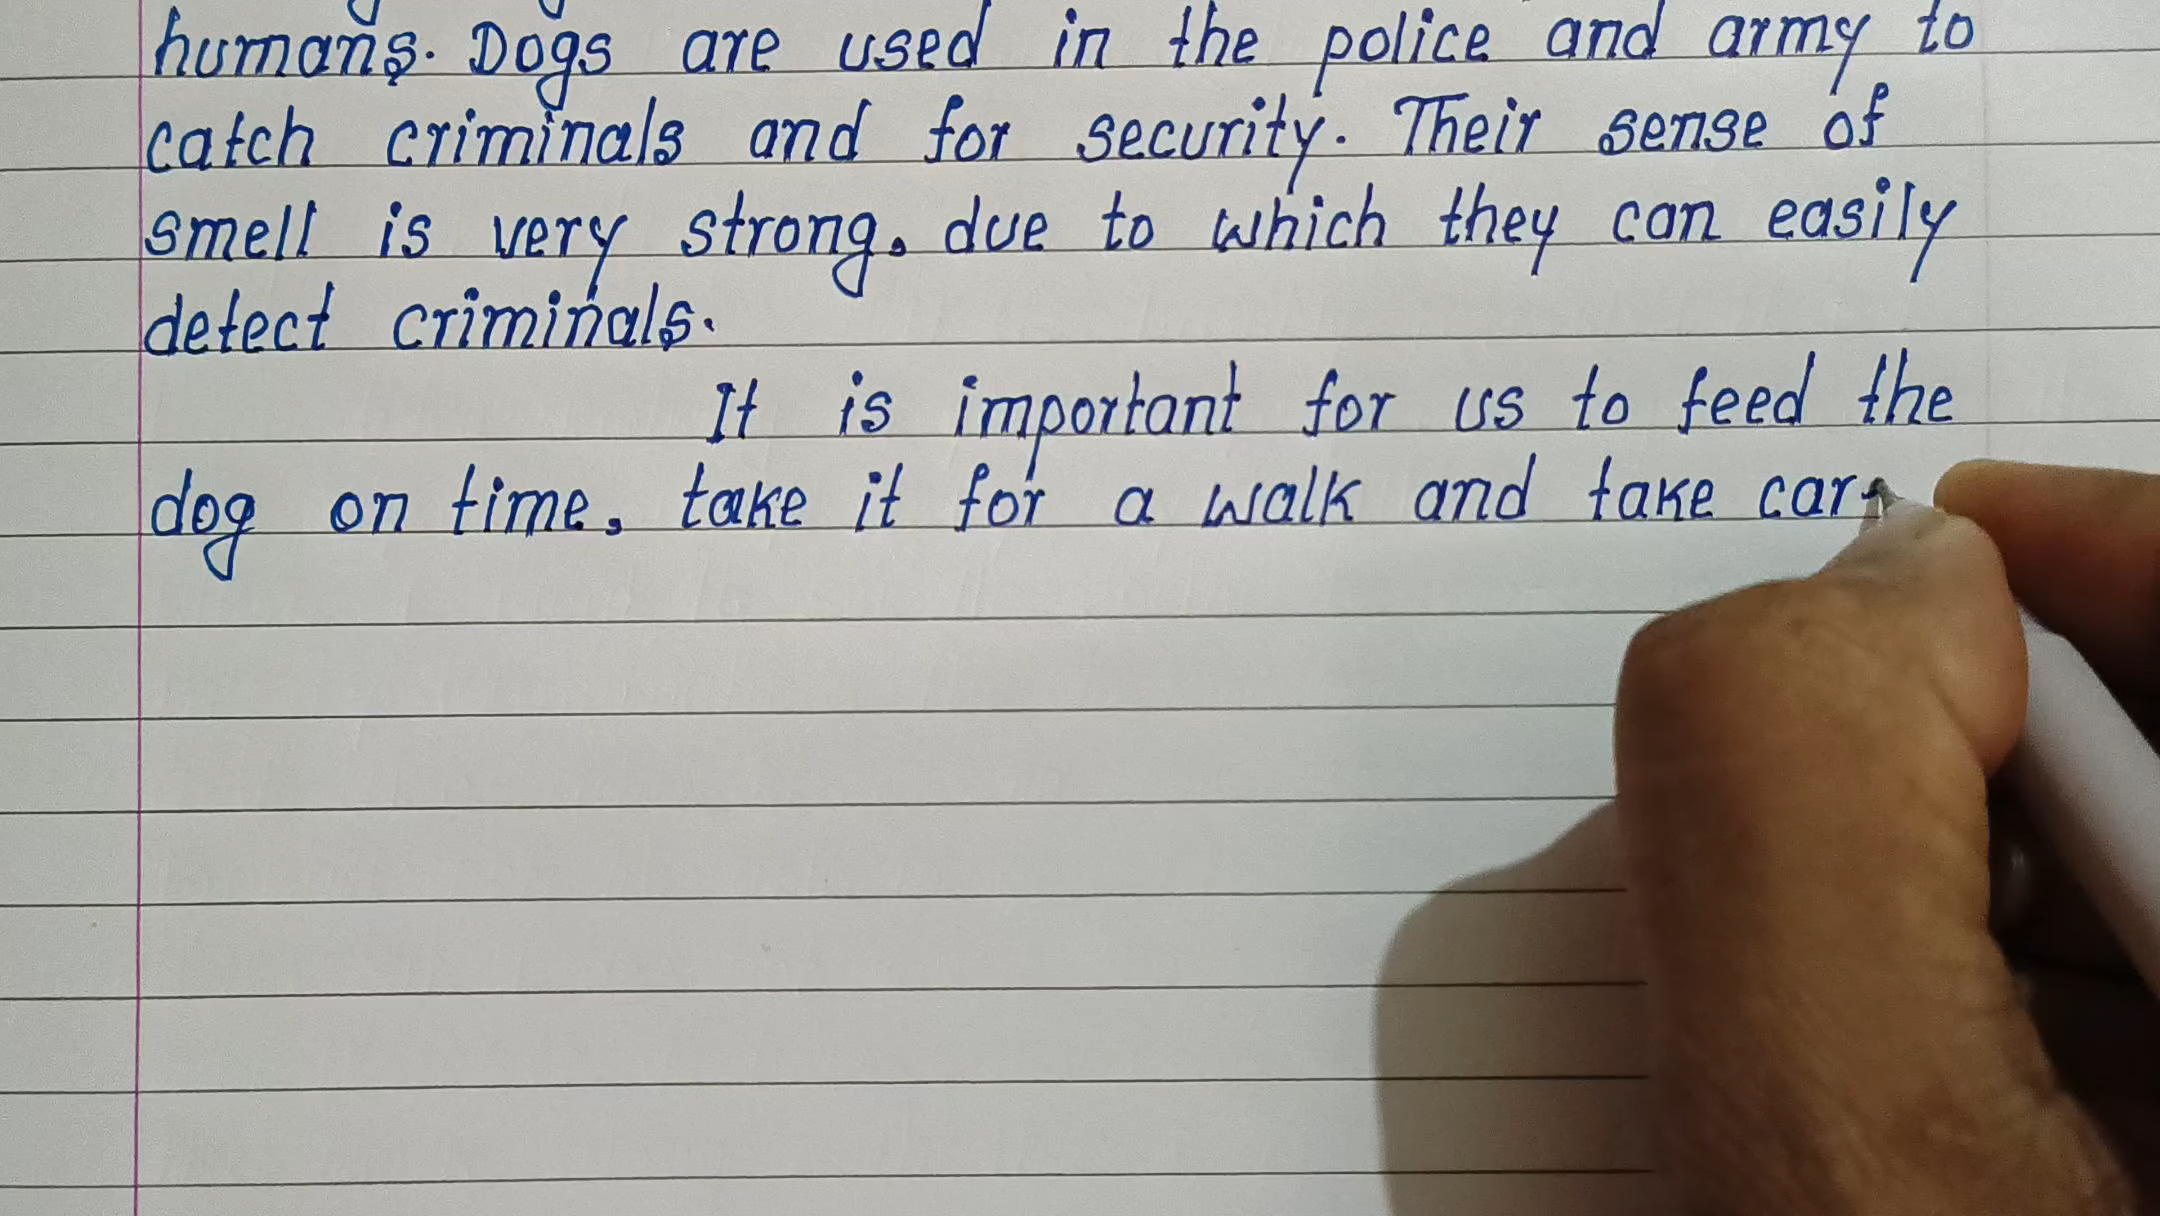 humans. Dogs are used in the police and army to
catch criminals and for security. Their sense of
smell is very strong, due to which they can easily
detect criminals.
It is important for us to feed the
dog on time, take it for a walk and take car